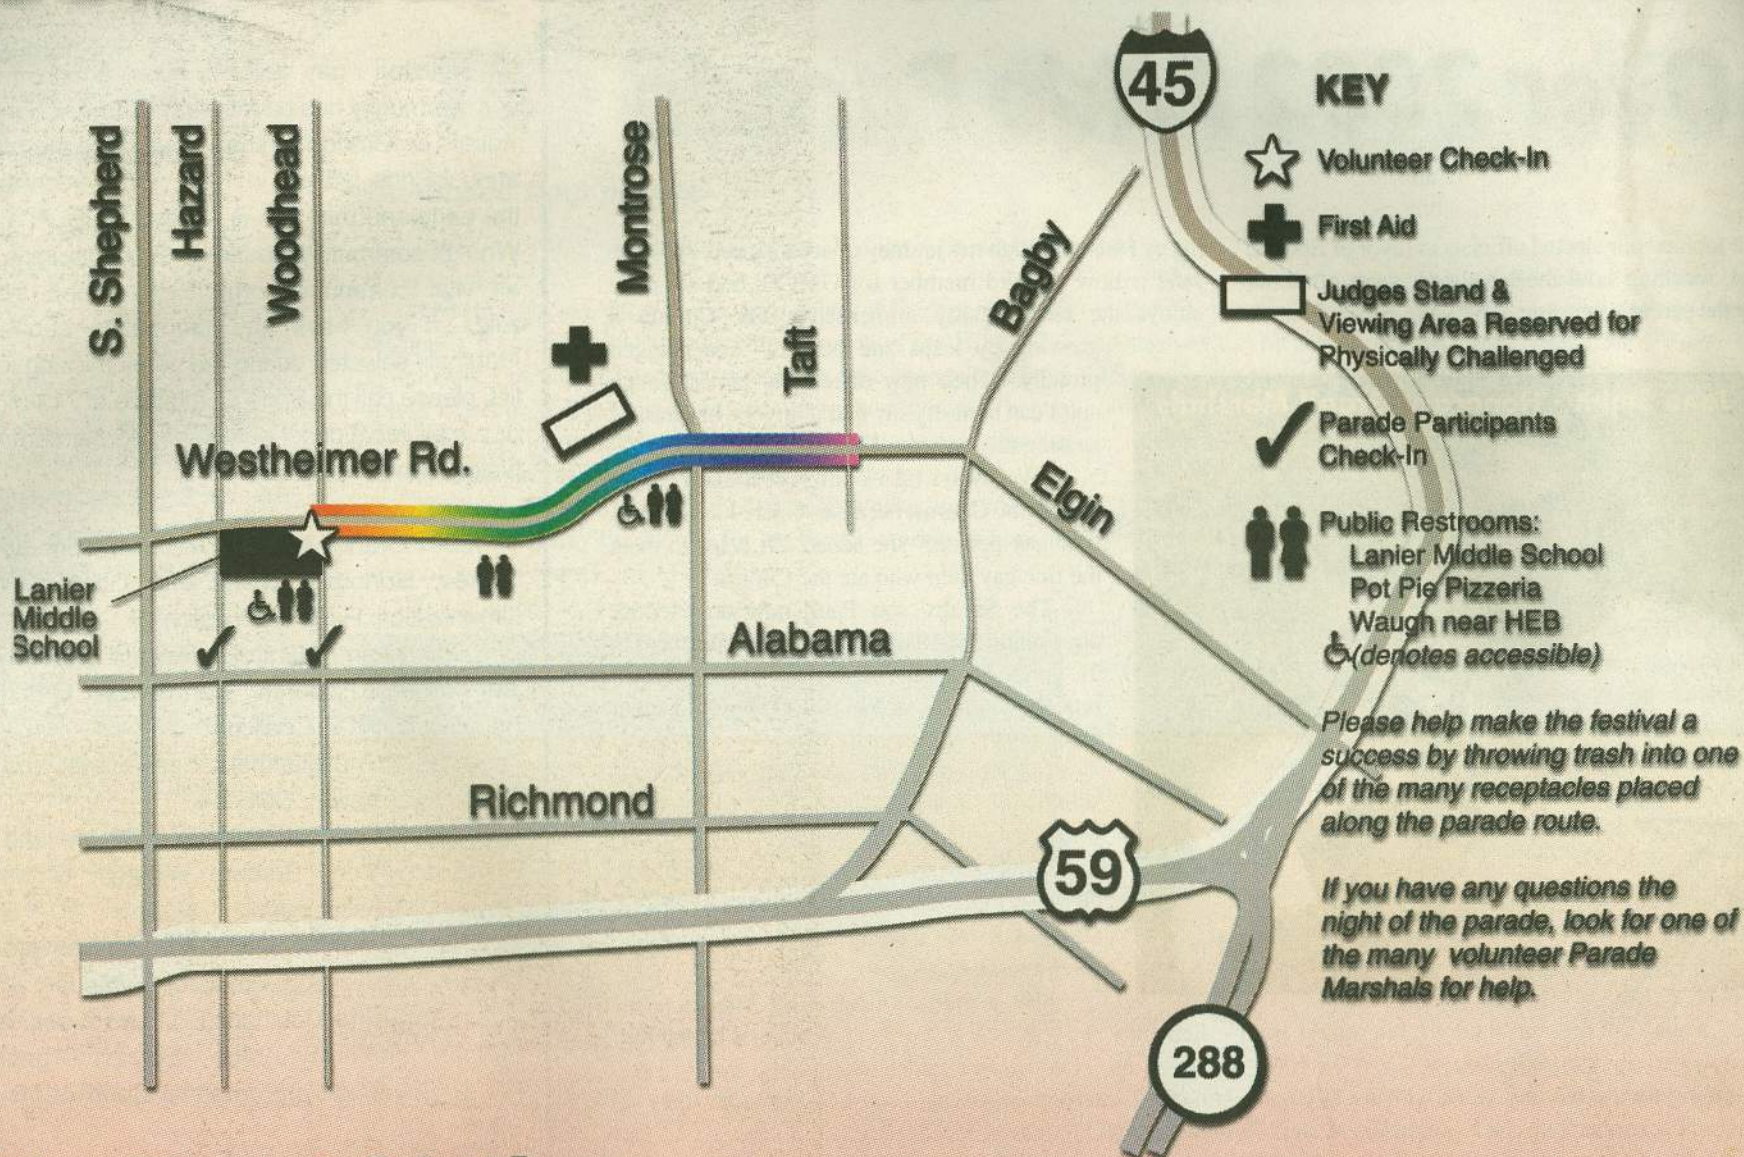 S. Shepherd
Hazard
Woodhead
Montrose
Taft
Bagby
Elgin
Westheimer Rd.
Lanier
Middle
School
Alabama
Richmond
45
59
288
KEY
Volunteer Check-In
First Aid
Judges Stand &
Viewing Area Reserved for
Physically Challenged
Parade Participants
Check-In
Public Restrooms:
Lanier Middle School
Pot Pie Pizzeria
Waugh near HEB
(denotes accessible)
Please help make the festival a
success by throwing trash into one
of the many receptacles placed
along the parade route.
If you have any questions the
night of the parade, look for one of
the many volunteer Parade
Marshals for help.